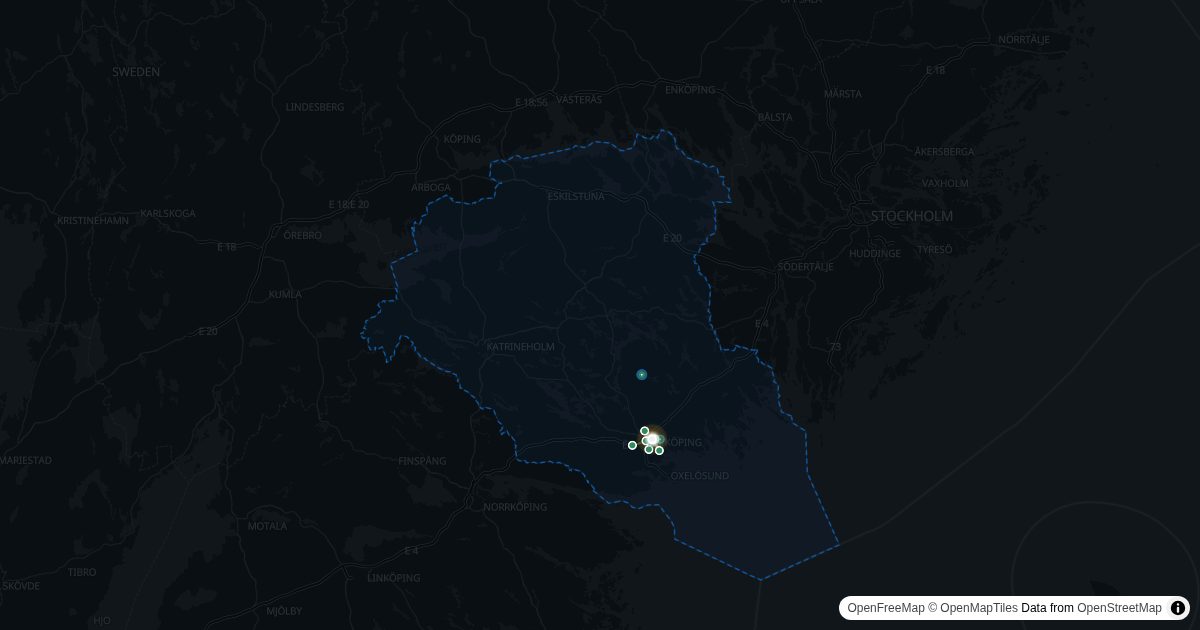 UPPSALA
NORRTÄLJE
SWEDEN
E 18
ENKÖPING
MÄRSTA
E 18;56
VÄSTERÅS
LINDESBERG
BÅLSTA
KÖPING
ÅKERSBERGA
ARBOGA
VAXHOLM
ESKILSTUNA
E 18;E 20
KARLSKOGA
STOCKHOLM
KRISTINEHAMN
ÖREBRO
E 20
E 18
TYRESÖ
HUDDINGE
SÖDERTÄLJE
KUMLA
E 4
E 20
KATRINEHOLM
73
KÖPING
MARIESTAD
FINSPÅNG
OXELÖSUND
NORRKÖPING
MOTALA
E 4
TIBRO
LINKÖPING
SKÖVDE
MJÖLBY
HJO
OpenFreeMap © OpenMapTiles Data from OpenStreetMap